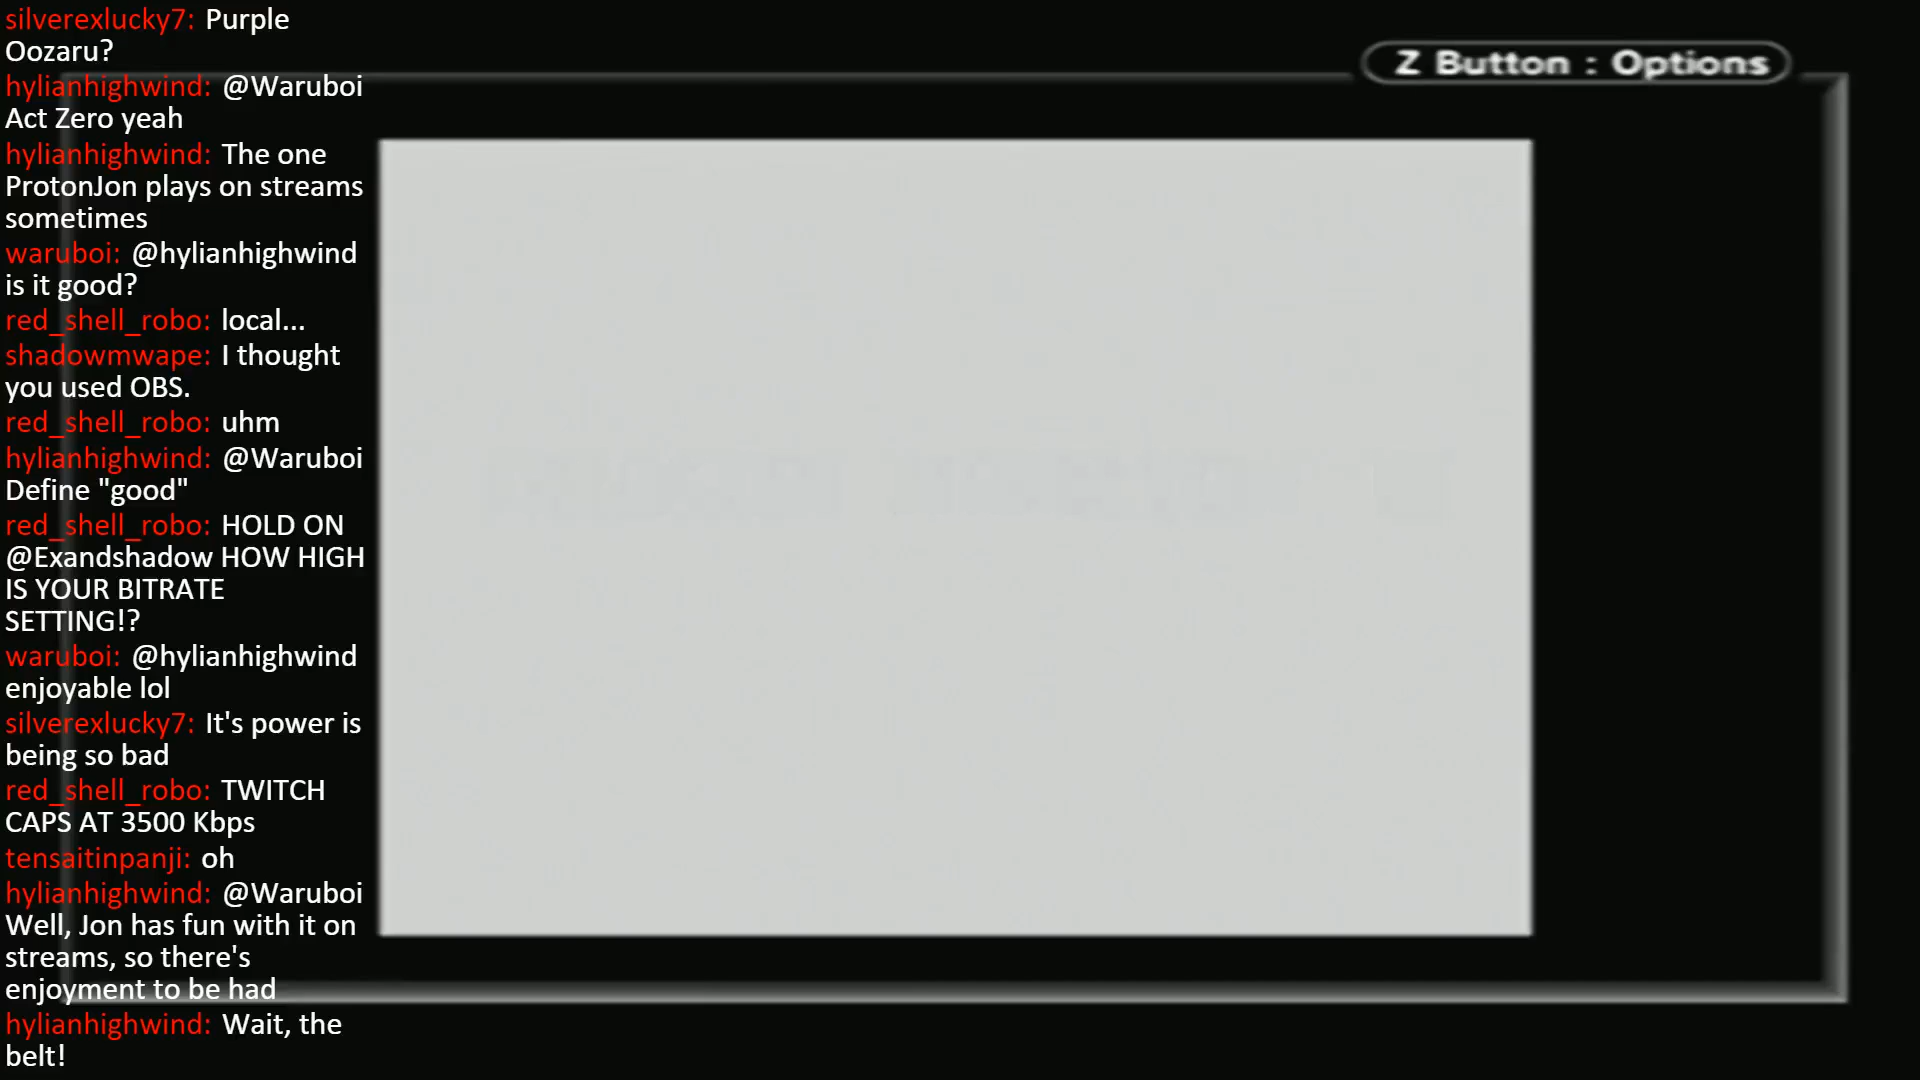 silverexlucky7: Purple
Oozaru?
hylianhighwind: @Waruboi
Act Zero yeah
hylianhighwind: The one
ProtonJon plays on streams
sometimes
waruboi: @hylianhighwind
is it good?
red_shell_robo: local...
shadowmwape: I thought
you used OBS.
red_shell_robo: uhm
hylianhighwind: @Waruboi
Define "good"
red_shell_robo: HOLD ON
@Exandshadow HOW HIGH
IS YOUR BITRATE
SETTING!?
waruboi: @hylianhighwind
enjoyable lol
silverexlucky7: It's power is
being so bad
red_shell_robo: TWITCH
CAPS AT 3500 Kbps
tensaitinpanji: oh
hylianhighwind: @Waruboi
Well, Jon has fun with it on
streams, so there's
enjoyment to be had
hylianhighwind: Wait, the
belt!
Z Button : Options